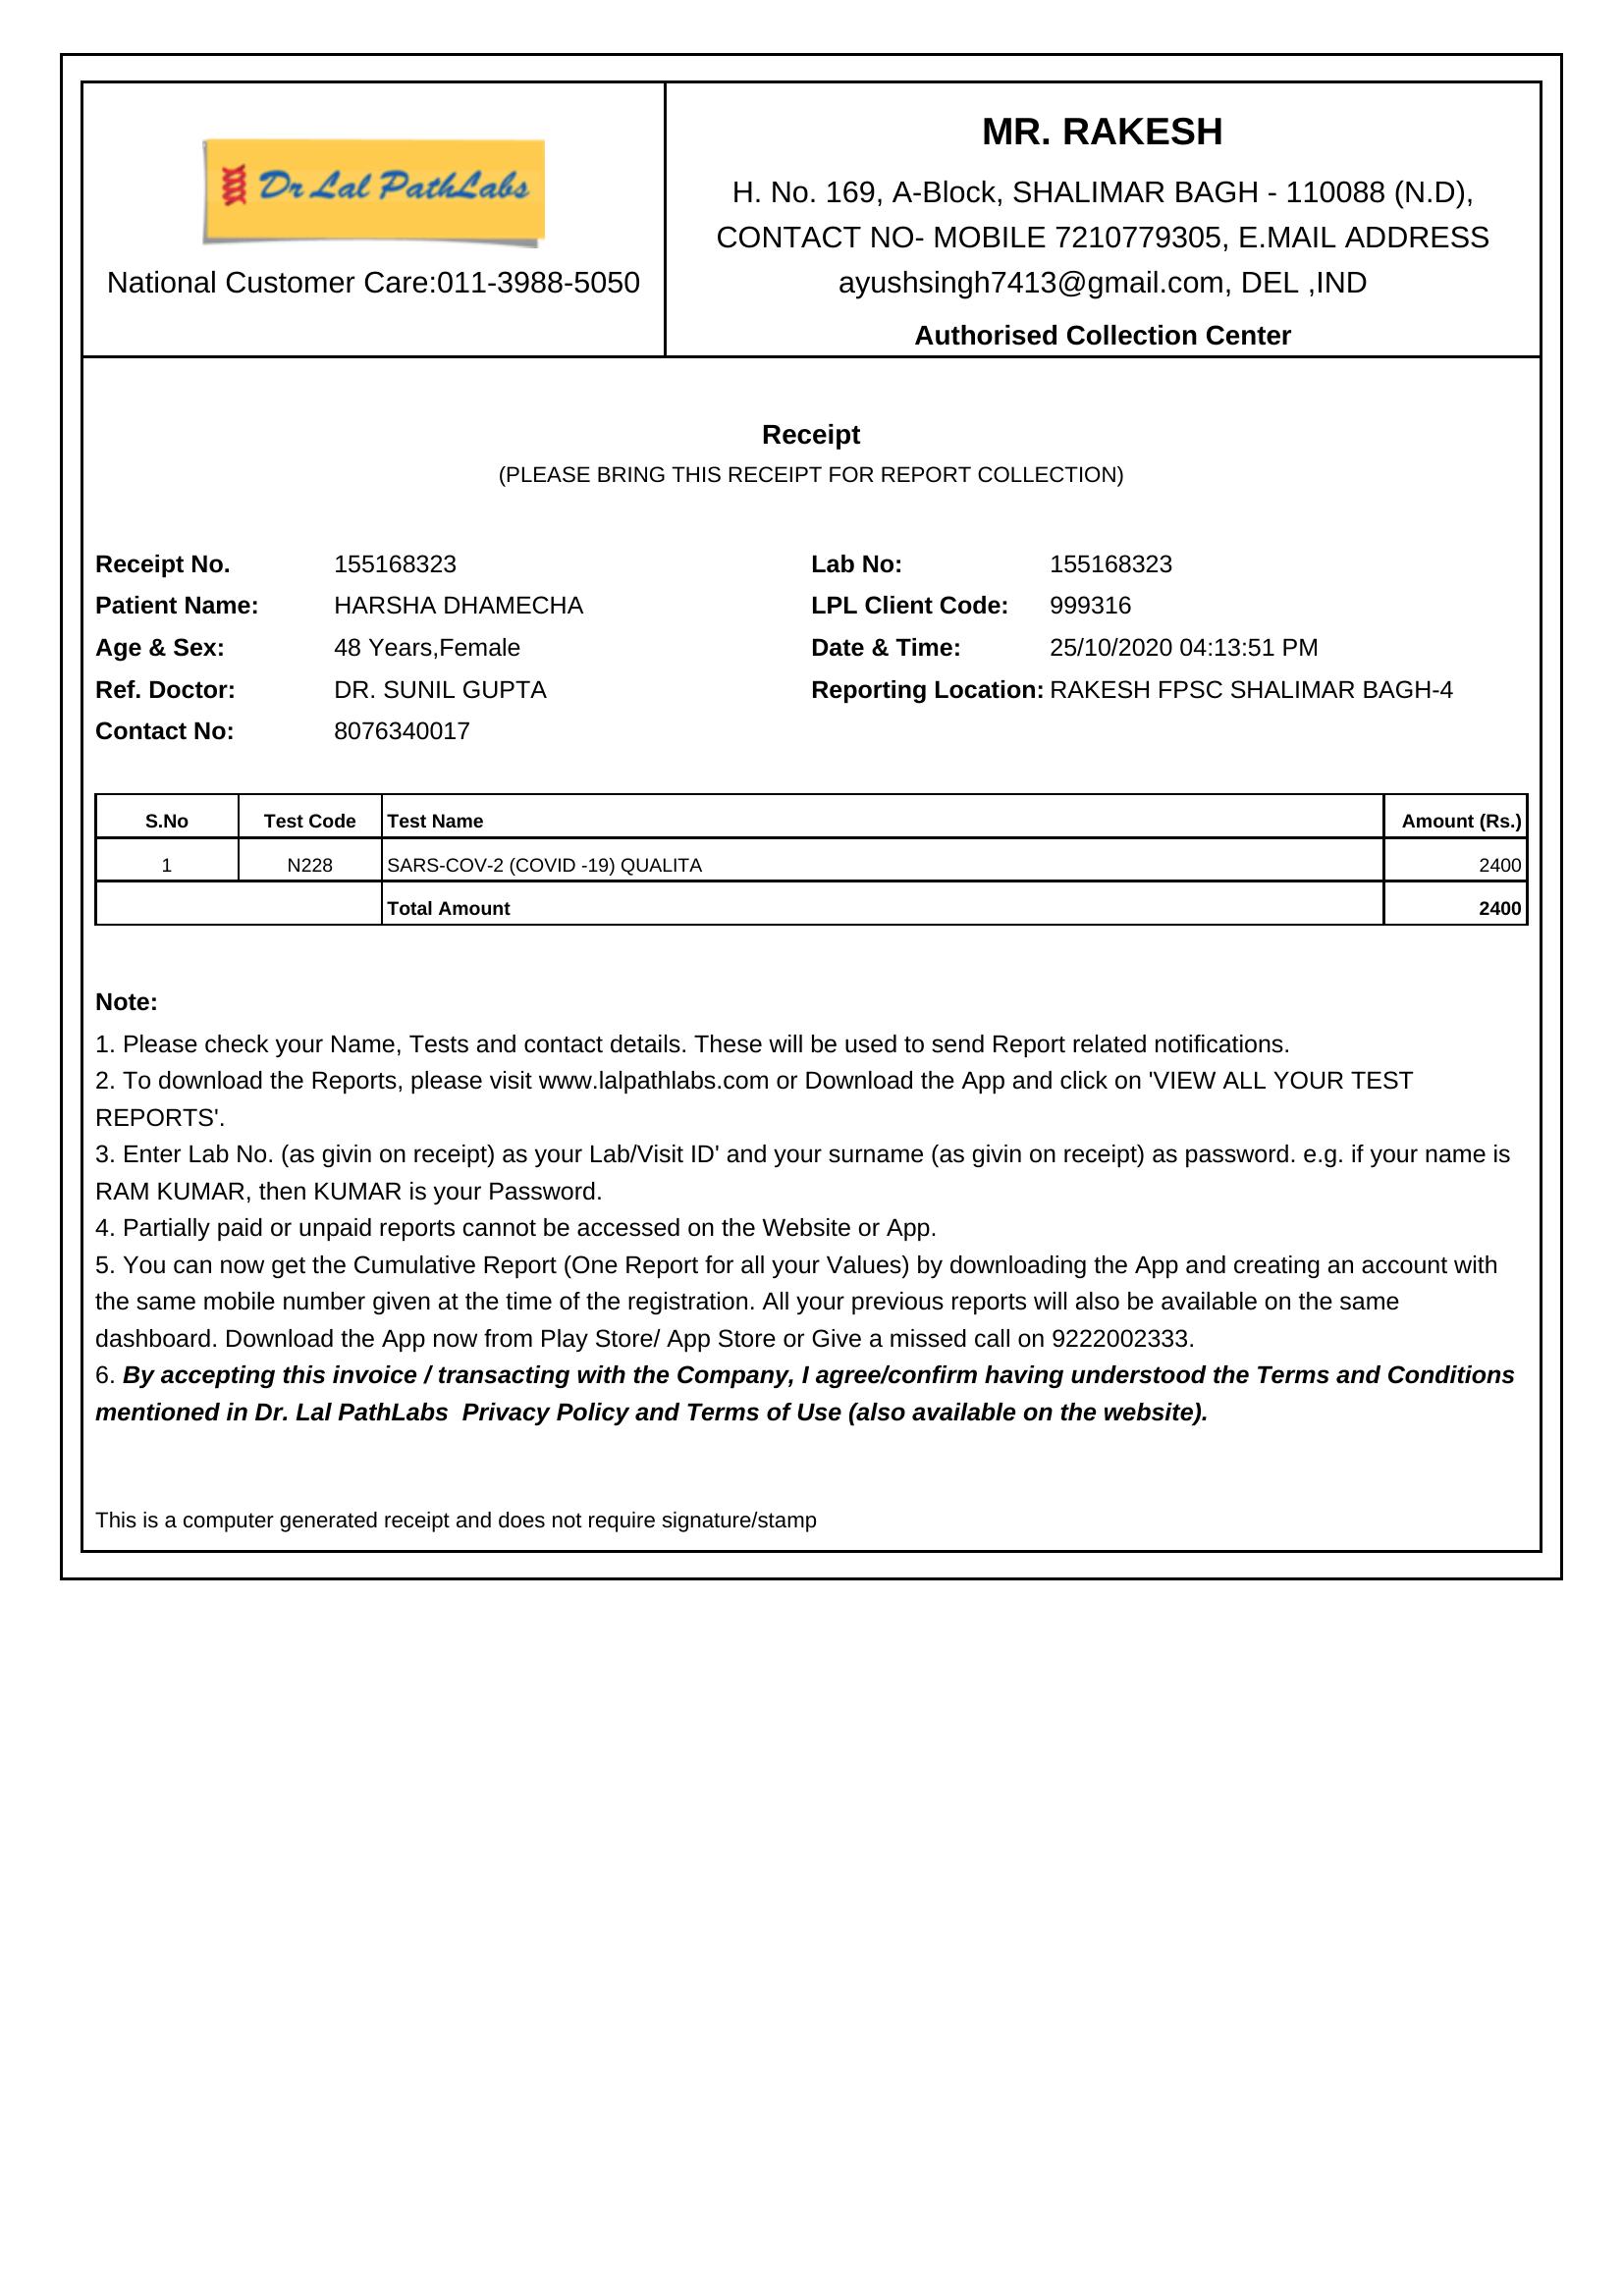 Dr Lal PathLabs
National Customer Care:011-3988-5050
MR. RAKESH
H. No. 169, A-Block, SHALIMAR BAGH - 110088 (N.D),
CONTACT NO- MOBILE 7210779305, E.MAIL ADDRESS
ayushsingh7413@gmail.com, DEL ,IND
Authorised Collection Center
Receipt
(PLEASE BRING THIS RECEIPT FOR REPORT COLLECTION)
Receipt No. 155168323 Lab No: 155168323
Patient Name: HARSHA DHAMECHA LPL Client Code: 999316
Age & Sex: 48 Years,Female Date & Time: 25/10/2020 04:13:51 PM
Ref. Doctor: DR. SUNIL GUPTA Reporting Location: RAKESH FPSC SHALIMAR BAGH-4
Contact No: 8076340017
S.No Test Code Test Name Amount (Rs.)
1 N228 SARS-COV-2 (COVID -19) QUALITA 2400
Total Amount 2400
Note:
1. Please check your Name, Tests and contact details. These will be used to send Report related notifications.
2. To download the Reports, please visit www.lalpathlabs.com or Download the App and click on 'VIEW ALL YOUR TEST
REPORTS'.
3. Enter Lab No. (as givin on receipt) as your Lab/Visit ID' and your surname (as givin on receipt) as password. e.g. if your name is
RAM KUMAR, then KUMAR is your Password.
4. Partially paid or unpaid reports cannot be accessed on the Website or App.
5. You can now get the Cumulative Report (One Report for all your Values) by downloading the App and creating an account with
the same mobile number given at the time of the registration. All your previous reports will also be available on the same
dashboard. Download the App now from Play Store/ App Store or Give a missed call on 9222002333.
6. By accepting this invoice / transacting with the Company, I agree/confirm having understood the Terms and Conditions
mentioned in Dr. Lal PathLabs  Privacy Policy and Terms of Use (also available on the website).
This is a computer generated receipt and does not require signature/stamp